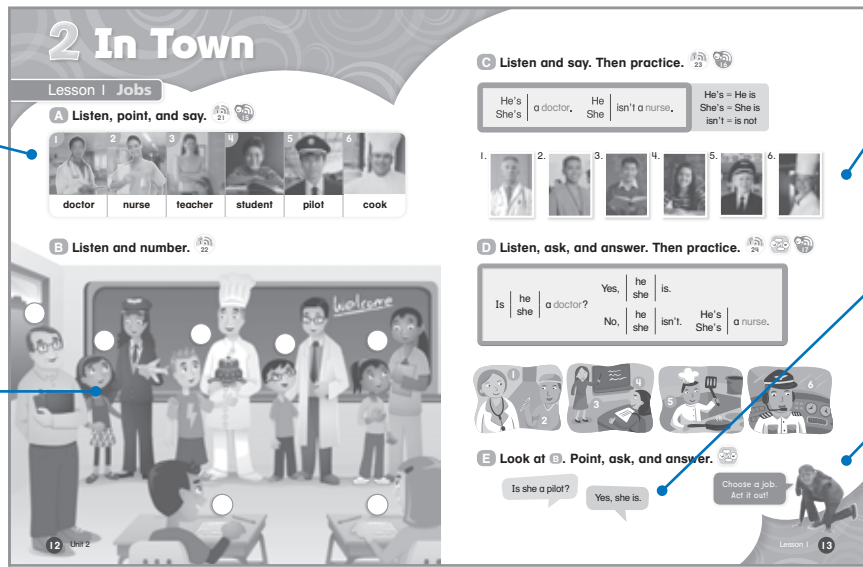 2 In Town
Lesson 1 Jobs
A Listen, point, and say. 21 15
1 2 3 4 5 6
doctor nurse teacher student pilot cook
B Listen and number. 22
welcome
12 Unit 2
C Listen and say. Then practice. 23 16
He's
She's
a doctor.
He
She
isn't a nurse.
He's = He is
She's = She is
isn't = is not
1. 2. 3. 4. 5. 6.
D Listen, ask, and answer. Then practice. 24 17
Is
he
she
a doctor?
Yes,
he
she
is.
No,
he
she
isn't.
He's
She's
a nurse.
1 2 3 4 5 6
E Look at B. Point, ask, and answer.
Is she a pilot?
Yes, she is.
Choose a job.
Act it out!
Lesson 1 13